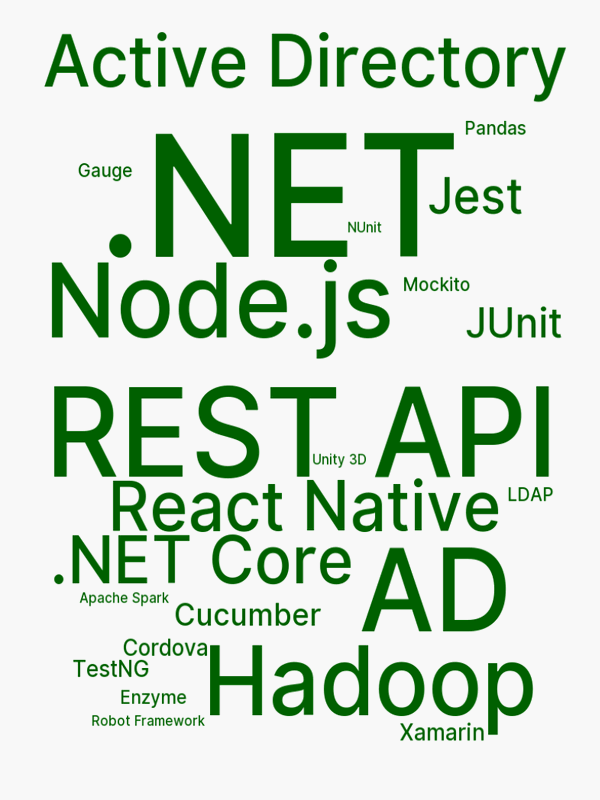 Active Directory
Pandas
.NET
Gauge
Jest
NUnit
Node.js
Mockito
JUnit
REST API
Unity 3D
React Native
LDAP
.NET Core
AD
Apache Spark
Cucumber
Cordova
Hadoop
TestNG
Enzyme
Robot Framework
Xamarin